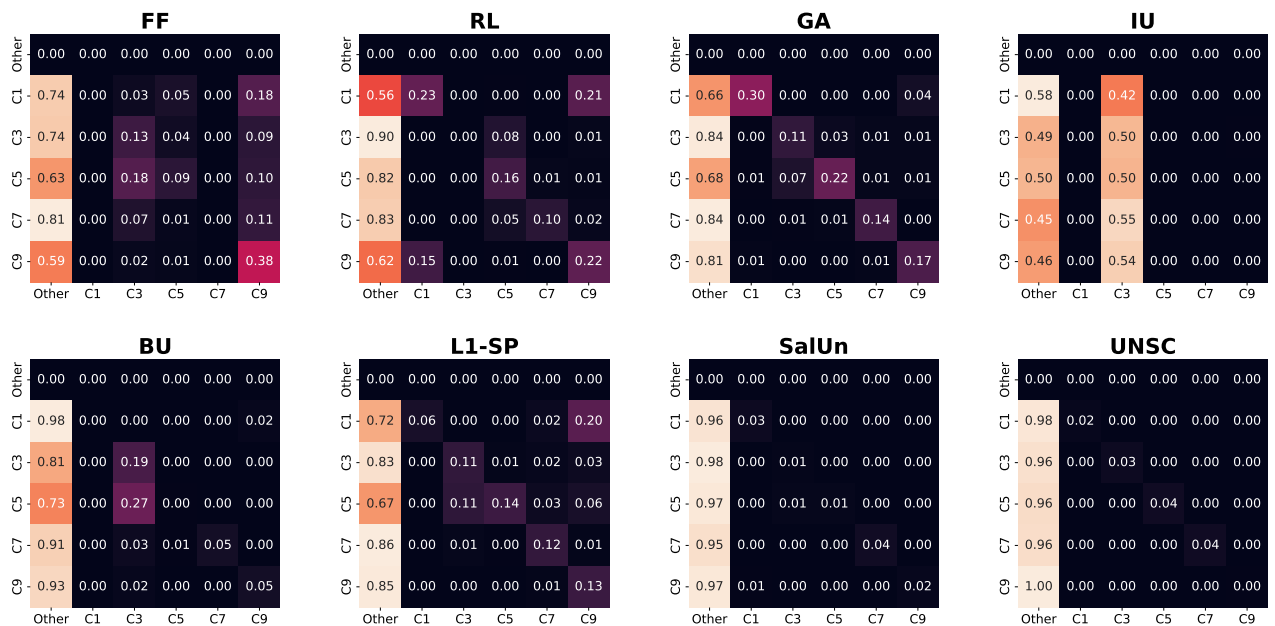 FF RL GA IU
Other 0.00 0.00 0.00 0.00 0.00 0.00 Other 0.00 0.00 0.00 0.00 0.00 0.00 Other 0.00 0.00 0.00 0.00 0.00 0.00 Other 0.00 0.00 0.00 0.00 0.00 0.00
C1 0.74 0.00 0.03 0.05 0.00 0.18 C1 0.56 0.23 0.00 0.00 0.00 0.21 C1 0.66 0.30 0.00 0.00 0.00 0.04 C1 0.58 0.00 0.42 0.00 0.00 0.00
C3 0.74 0.00 0.13 0.04 0.00 0.09 C3 0.90 0.00 0.00 0.08 0.00 0.01 C3 0.84 0.00 0.11 0.03 0.01 0.01 C3 0.49 0.00 0.50 0.00 0.00 0.00
C5 0.63 0.00 0.18 0.09 0.00 0.10 C5 0.82 0.00 0.00 0.16 0.01 0.01 C5 0.68 0.01 0.07 0.22 0.01 0.01 C5 0.50 0.00 0.50 0.00 0.00 0.00
C7 0.81 0.00 0.07 0.01 0.00 0.11 C7 0.83 0.00 0.00 0.05 0.10 0.02 C7 0.84 0.00 0.01 0.01 0.14 0.00 C7 0.45 0.00 0.55 0.00 0.00 0.00
C9 0.59 0.00 0.02 0.01 0.00 0.38 C9 0.62 0.15 0.00 0.01 0.00 0.22 C9 0.81 0.01 0.00 0.00 0.00 0.17 C9 0.46 0.00 0.54 0.00 0.00 0.00
Other C1 C3 C5 C7 C9 Other C1 C3 C5 C7 C9 Other C1 C3 C5 C7 C9 Other C1 C3 C5 C7 C9
BU L1-SP SalUn UNSC
Other 0.00 0.00 0.00 0.00 0.00 0.00 Other 0.00 0.00 0.00 0.00 0.00 0.00 Other 0.00 0.00 0.00 0.00 0.00 0.00 Other 0.00 0.00 0.00 0.00 0.00 0.00
C1 0.98 0.00 0.00 0.00 0.00 0.02 C1 0.72 0.06 0.00 0.00 0.02 0.20 C1 0.96 0.03 0.00 0.00 0.00 0.00 C1 0.98 0.02 0.00 0.00 0.00 0.00
C3 0.81 0.00 0.19 0.00 0.00 0.00 C3 0.83 0.00 0.11 0.01 0.02 0.03 C3 0.98 0.00 0.01 0.00 0.00 0.00 C3 0.96 0.00 0.03 0.00 0.00 0.00
C5 0.73 0.00 0.27 0.00 0.00 0.00 C5 0.67 0.00 0.11 0.14 0.03 0.06 C5 0.97 0.00 0.01 0.01 0.00 0.00 C5 0.96 0.00 0.00 0.04 0.00 0.00
C7 0.91 0.00 0.03 0.01 0.05 0.00 C7 0.86 0.00 0.01 0.00 0.12 0.01 C7 0.95 0.00 0.00 0.00 0.04 0.00 C7 0.96 0.00 0.00 0.00 0.04 0.00
C9 0.93 0.00 0.02 0.00 0.00 0.05 C9 0.85 0.00 0.00 0.00 0.01 0.13 C9 0.97 0.01 0.00 0.00 0.00 0.02 C9 1.00 0.00 0.00 0.00 0.00 0.00
Other C1 C3 C5 C7 C9 Other C1 C3 C5 C7 C9 Other C1 C3 C5 C7 C9 Other C1 C3 C5 C7 C9